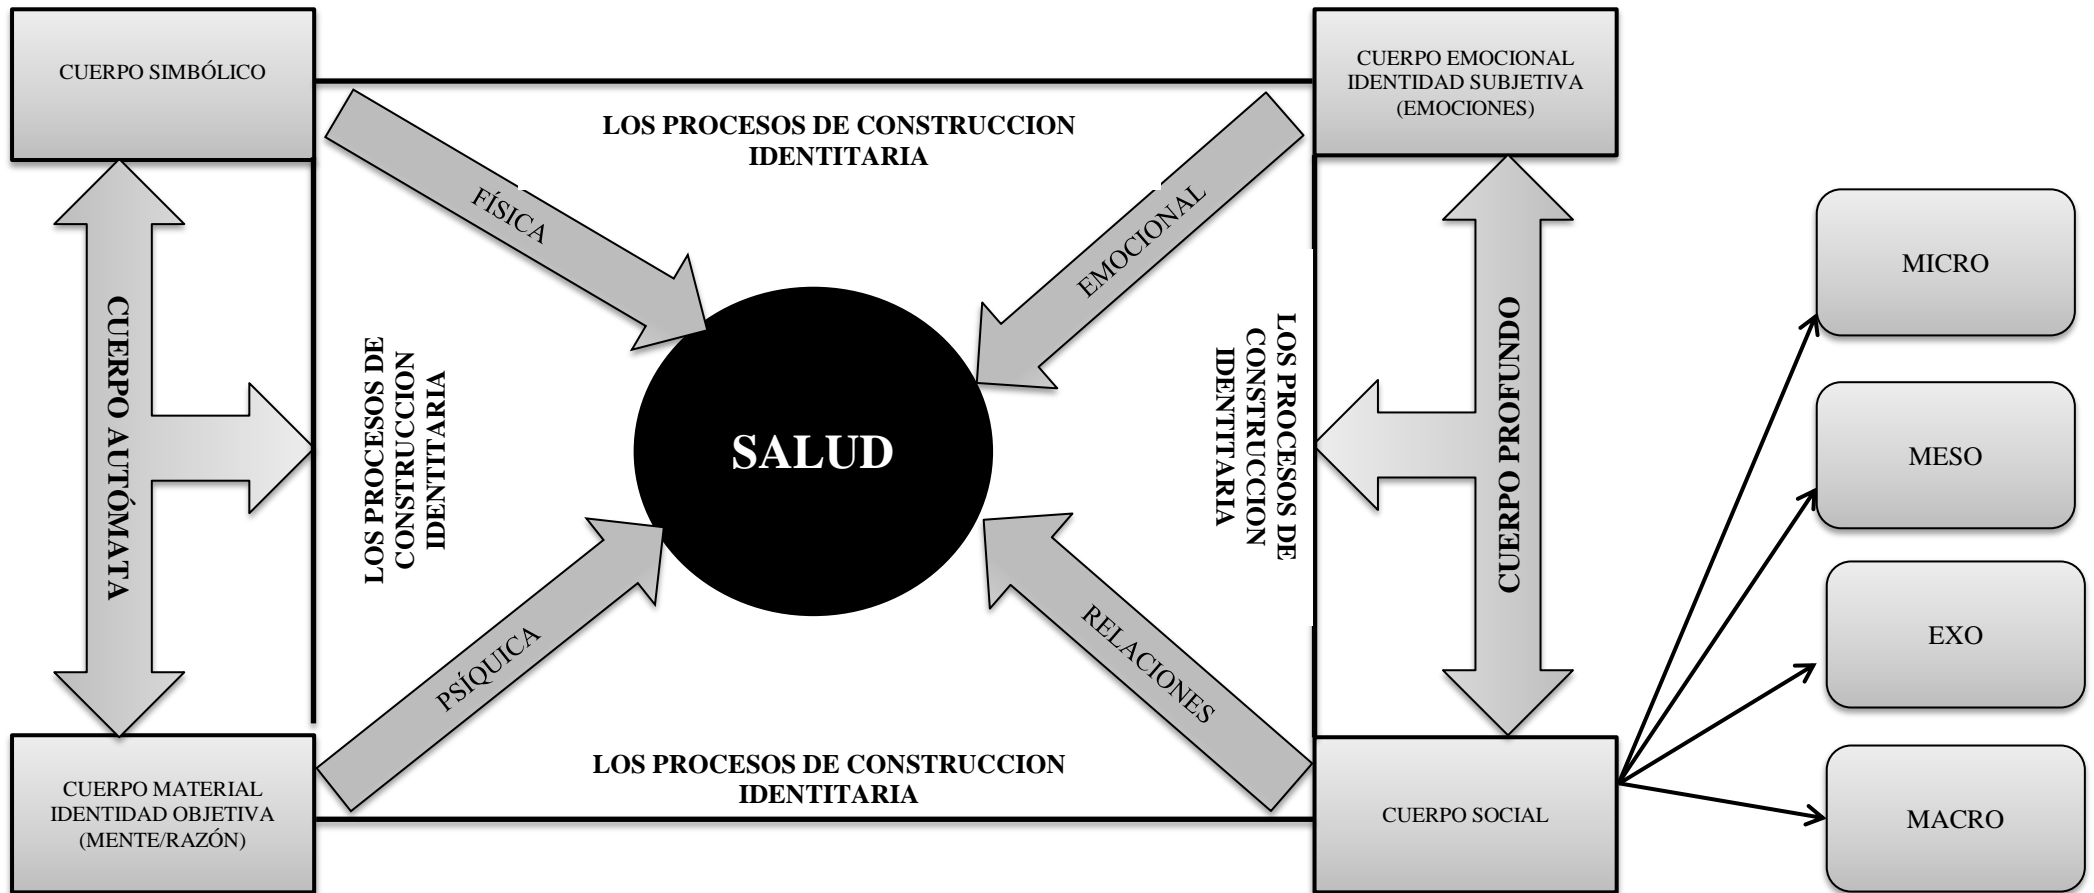 CUERPO SIMBÓLICO
CUERPO EMOCIONAL
IDENTIDAD SUBJETIVA
(EMOCIONES)
LOS PROCESOS DE CONSTRUCCION
IDENTITARIA
FÍSICA
EMOCIONAL
MICRO
CUERPO AUTÓMATA
LOS PROCESOS DE
CONSTRUCCION
IDENTITARIA
SALUD
LOS PROCESOS DE
CONSTRUCCION
IDENTITARIA
CUERPO PROFUNDO
MESO
EXO
PSÍQUICA
RELACIONES
LOS PROCESOS DE CONSTRUCCION
IDENTITARIA
CUERPO MATERIAL
IDENTIDAD OBJETIVA
(MENTE/RAZÓN)
CUERPO SOCIAL
MACRO